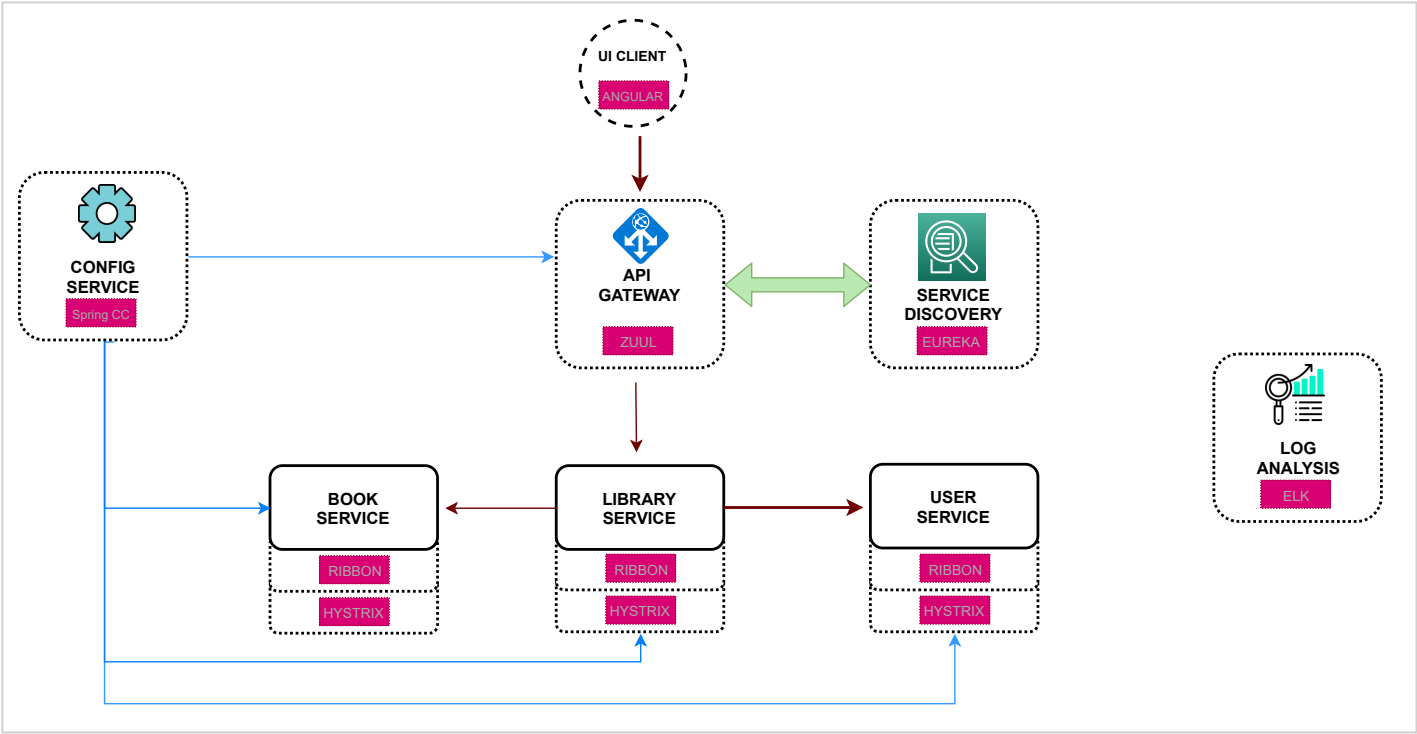 UI CLIENT
ANGULAR
CONFIG
SERVICE
Spring CC
API
GATEWAY
ZUUL
SERVICE
DISCOVERY
EUREKA
LOG
ANALYSIS
ELK
BOOK
SERVICE
RIBBON
HYSTRIX
LIBRARY
SERVICE
RIBBON
HYSTRIX
USER
SERVICE
RIBBON
HYSTRIX